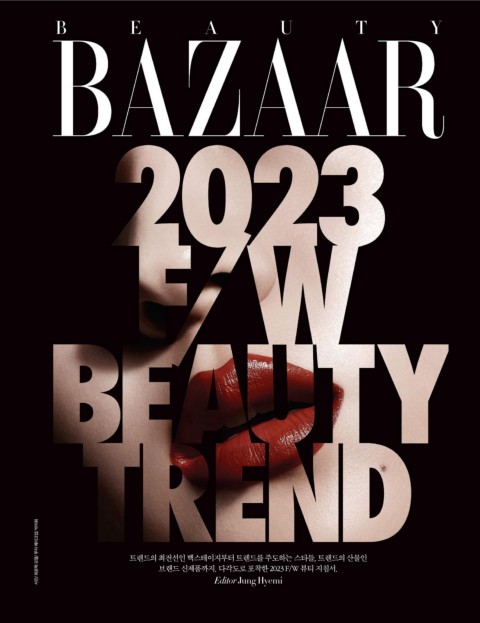 BEAUTY
BAZAAR
2023
F/W
BEAUTY
TREND
트렌드의 최전선인 백스테이지부터 트렌드를 주도하는 스타들, 트렌드의 산물인
브랜드 신제품까지. 다각도로 포착한 2023 F/W 뷰티 지침서.
Editor Jung Hyemi